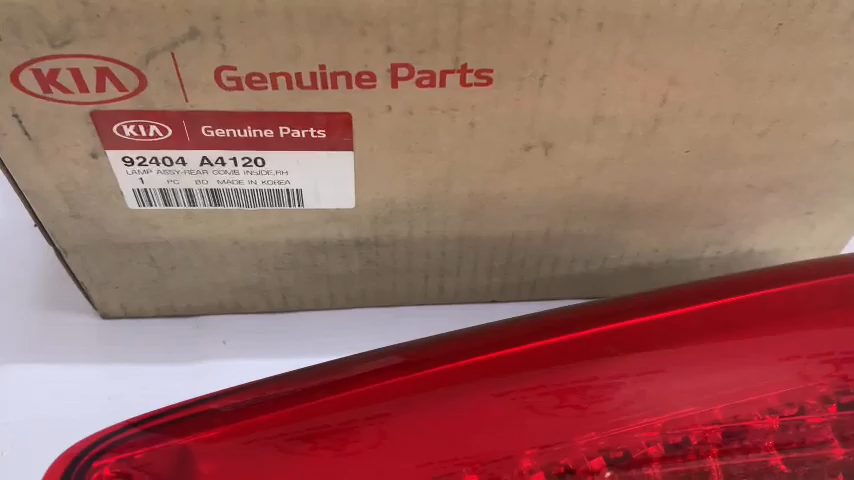 KIA Genuine Parts
KIA Genuine Parts
92404 A4120
LAMP ASSY-REAR COMB INSIDE,RH
1 PC BD MADE IN KOREA